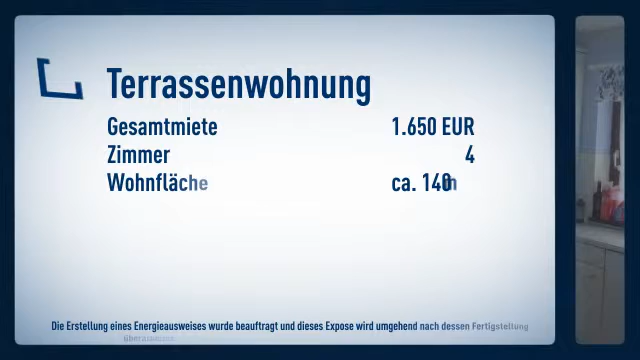 Terrassenwohnung
Gesamtmiete 1.650 EUR
Zimmer 4
Wohnfläche ca. 140
Die Erstellung eines Energieausweises wurde beauftragt und dieses Expose wird umgehend nach dessen Fertigstellung